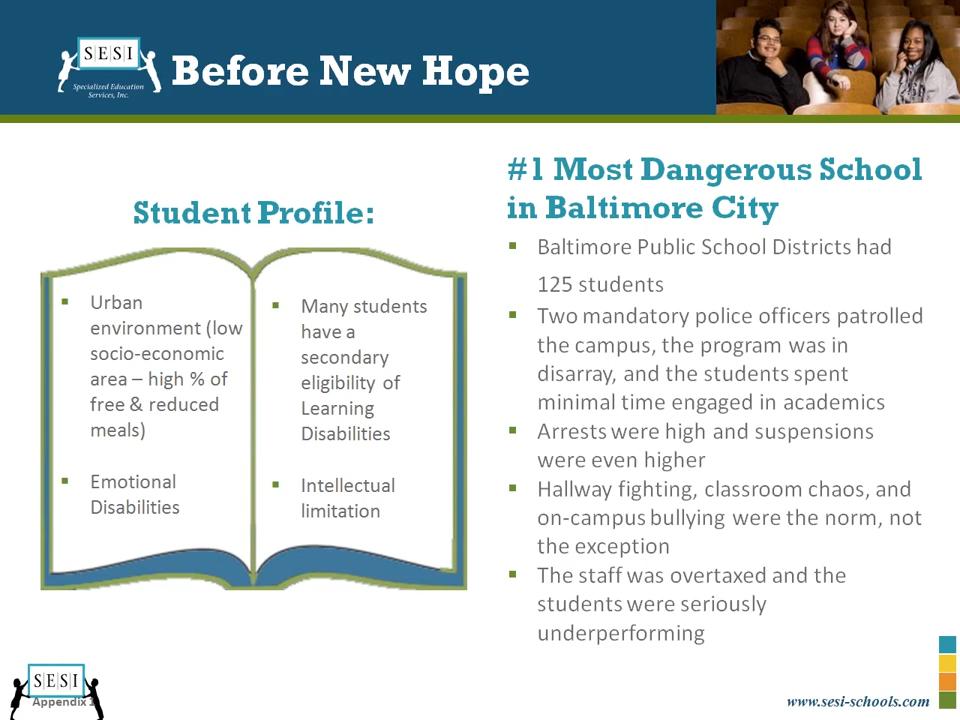 S|E|S|I
Specialized Education
Services, Inc.
Before New Hope
Student Profile:
▪ Urban
environment (low
socio-economic
area – high % of
free & reduced
meals)
▪ Emotional
Disabilities
▪ Many students
have a
secondary
eligibility of
Learning
Disabilities
▪ Intellectual
limitation
#1 Most Dangerous School
in Baltimore City
▪ Baltimore Public School Districts had
125 students
▪ Two mandatory police officers patrolled
the campus, the program was in
disarray, and the students spent
minimal time engaged in academics
▪ Arrests were high and suspensions
were even higher
▪ Hallway fighting, classroom chaos, and
on-campus bullying were the norm, not
the exception
▪ The staff was overtaxed and the
students were seriously
underperforming
S|E|S|I
Appendix 1
www.sesi-schools.com